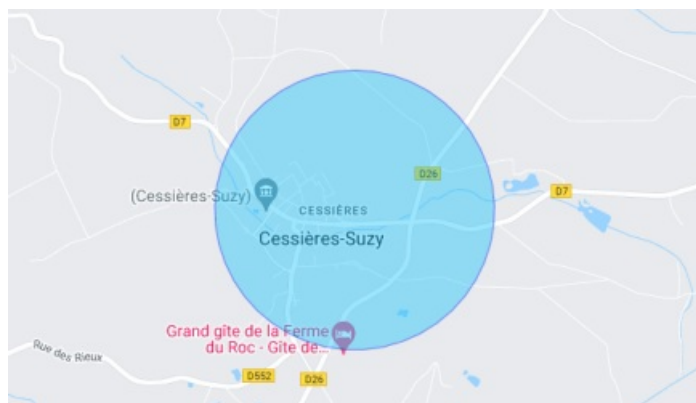 D7
D26
(Cessières-Suzy)
D7
CESSIÈRES
Cessières-Suzy
Grand gîte de la Ferme
du Roc - Gîte de...
Rue des Rieux
D552
D26